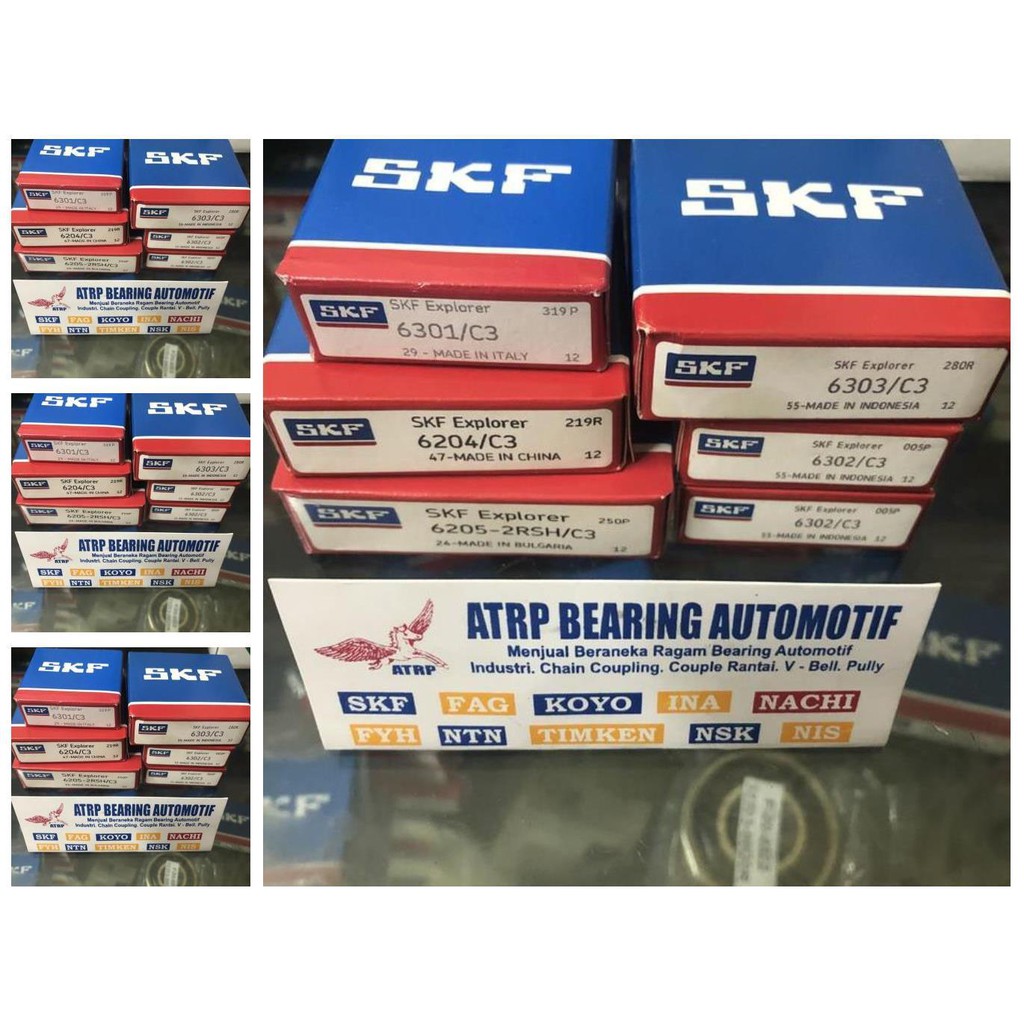 SKF
SKF
SKF
SKF Explorer
319P
6301/C3
29 - MADE IN ITALY
12
SKF
SKF Explorer
280R
6303/C3
55-MADE IN INDONESIA
12
SKF
SKF Explorer
219R
6204/C3
47-MADE IN CHINA
12
SKF
SKF Explorer
005P
6302/C3
55-MADE IN INDONESIA
12
SKF
SKF Explorer
250P
6205-2RSH/C3
24-MADE IN BULGARIA
12
SKF
SKF Explorer
005P
6302/C3
55-MADE IN INDONESIA
12
ATRP
ATRP BEARING AUTOMOTIF
Menjual Beraneka Ragam Bearing Automotif
Industri. Chain Coupling. Couple Rantai. V - Bell. Pully
SKF FAG KOYO INA NACHI
FYH NTN TIMKEN NSK NIS